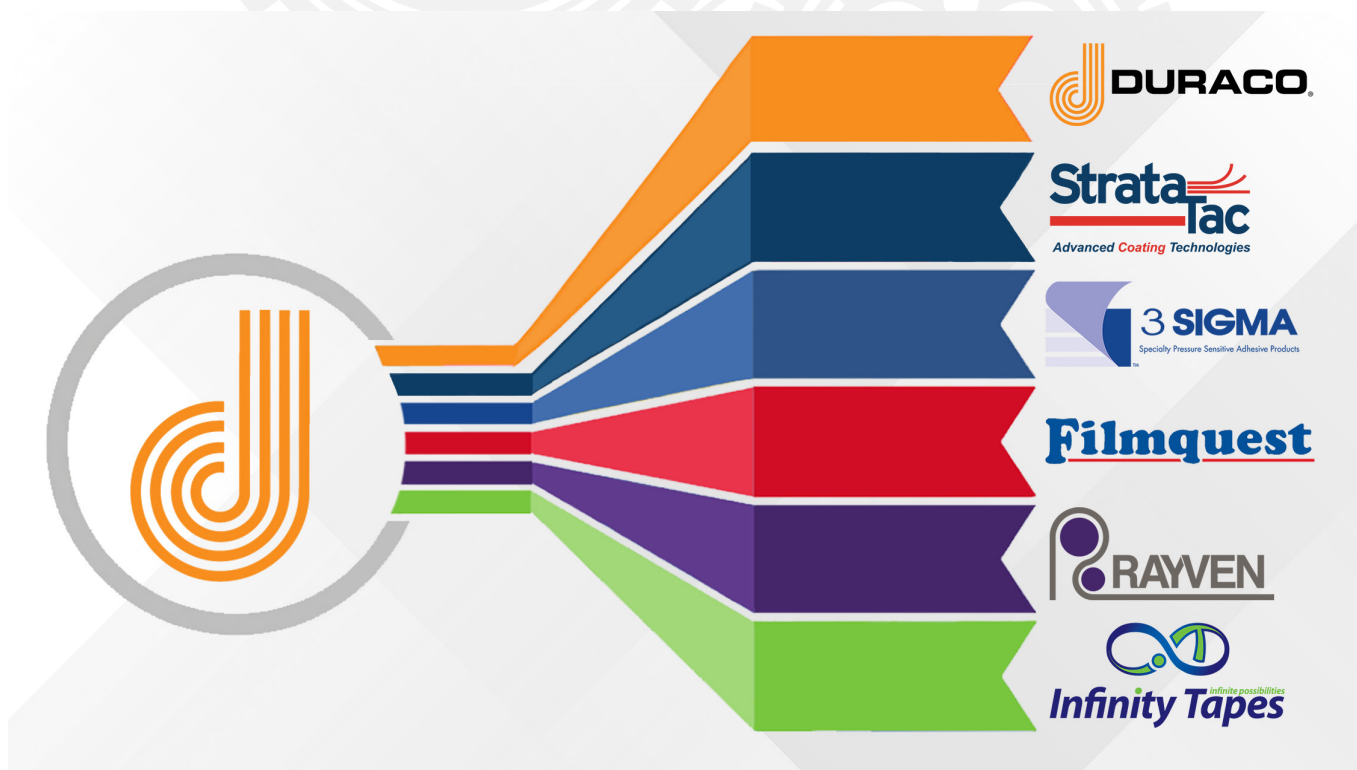 DURACO®
Strata
Tac
Advanced Coating Technologies
3 SIGMA
Specialty Pressure Sensitive Adhesive Products
TM
Filmquest
RAYVEN
infinite possibilities
Infinity Tapes